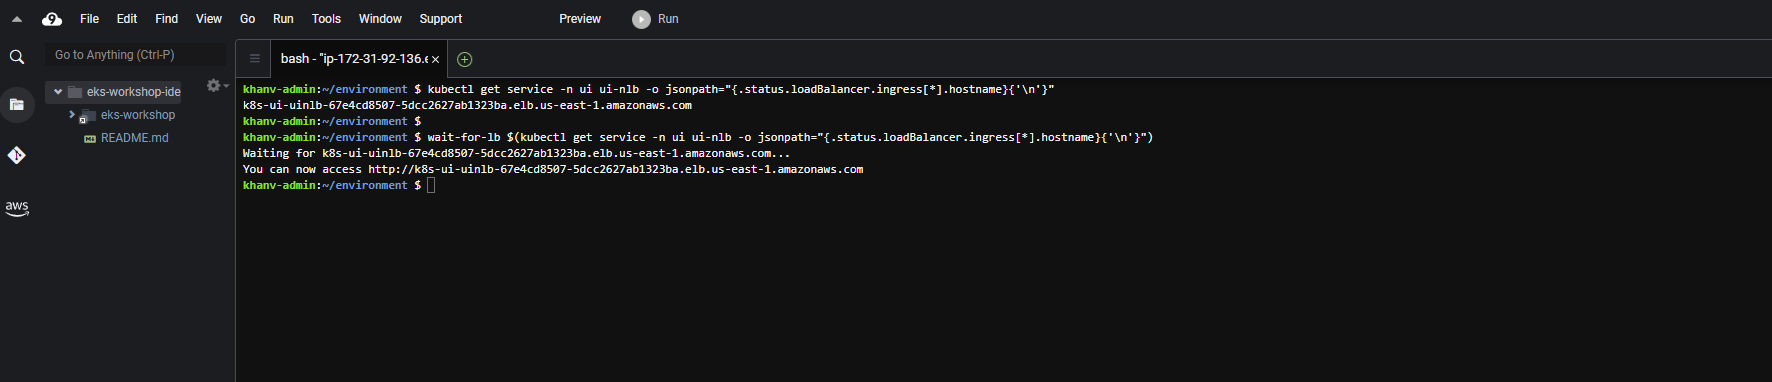 9 File Edit Find View Go Run Tools Window Support Preview Run
Go to Anything (Ctrl-P)
bash - "ip-172-31-92-136.e ×
eks-workshop-ide
eks-workshop
README.md
aws
khanv-admin:~/environment $ kubectl get service -n ui ui-nlb -o jsonpath="{.status.loadBalancer.ingress[*].hostname}{'\n'}"
k8s-ui-uinlb-67e4cd8507-5dcc2627ab1323ba.elb.us-east-1.amazonaws.com
khanv-admin:~/environment $
khanv-admin:~/environment $ wait-for-lb $(kubectl get service -n ui ui-nlb -o jsonpath="{.status.loadBalancer.ingress[*].hostname}{'\n'}")
Waiting for k8s-ui-uinlb-67e4cd8507-5dcc2627ab1323ba.elb.us-east-1.amazonaws.com...
You can now access http://k8s-ui-uinlb-67e4cd8507-5dcc2627ab1323ba.elb.us-east-1.amazonaws.com
khanv-admin:~/environment $